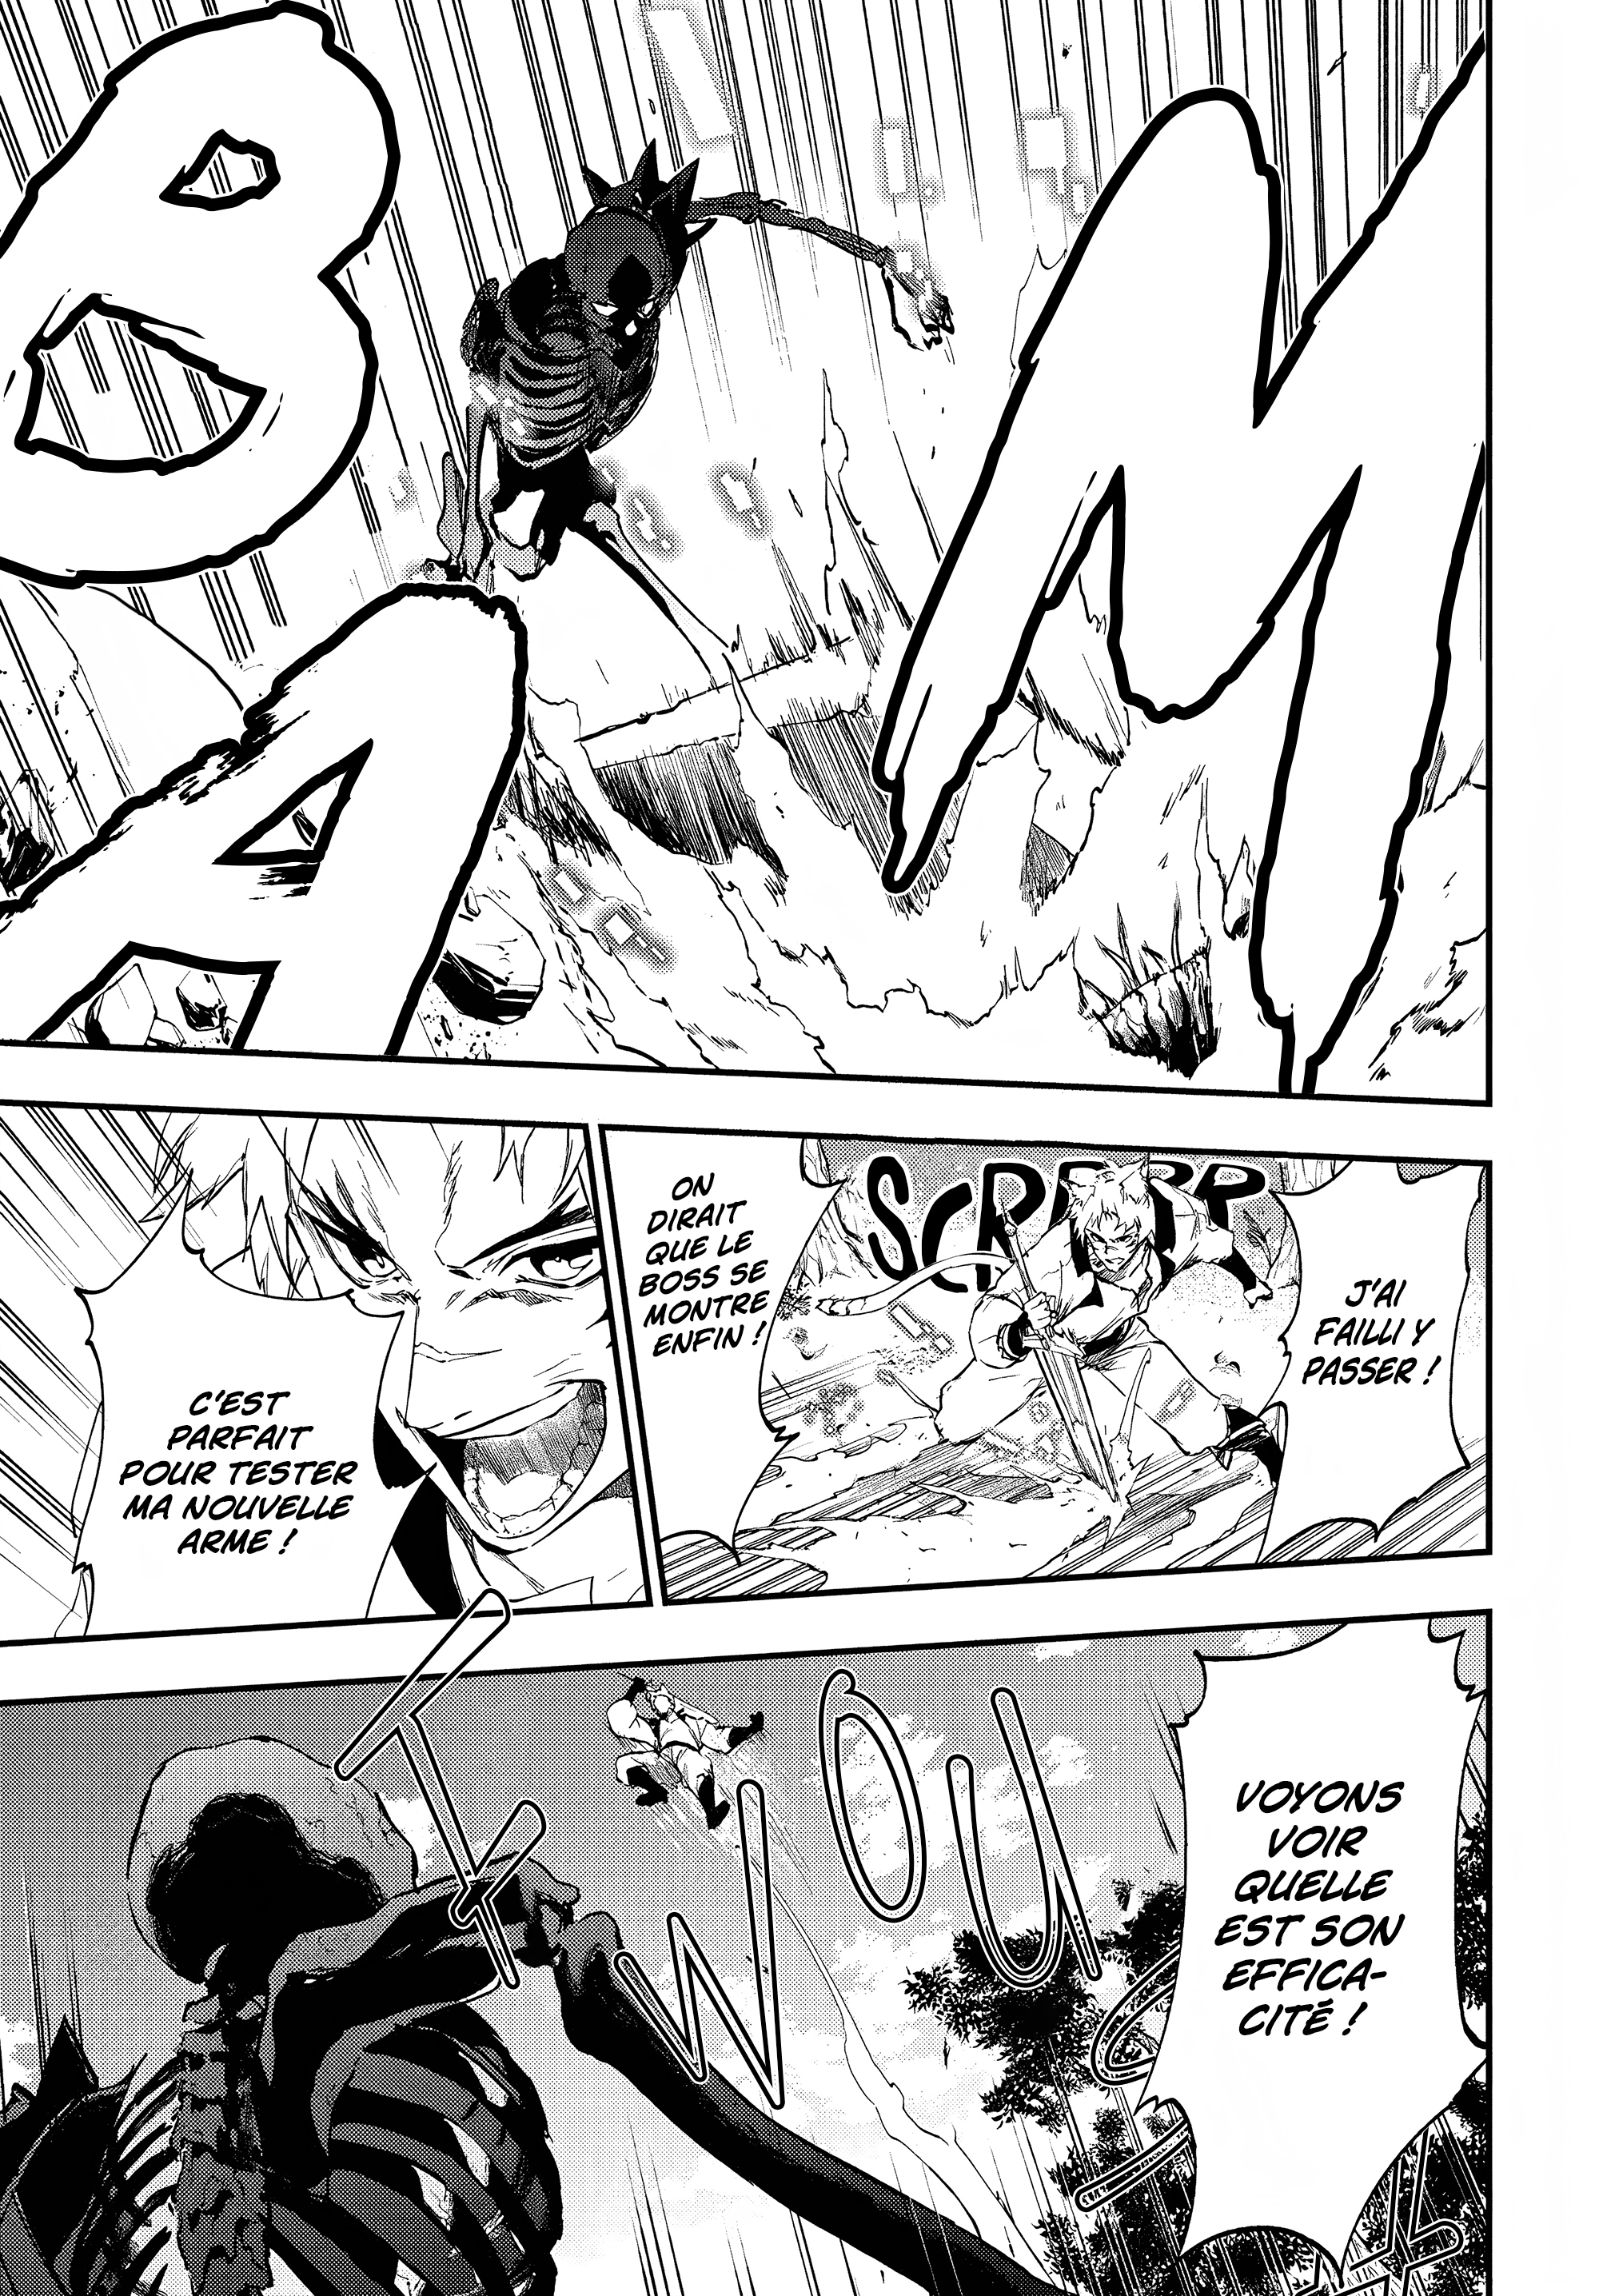 BAM
J'AI
FAILLI Y
PASSER !
SCRRRR
ON
DIRAIT
QUE LE
BOSS SE
MONTRE
ENFIN !
C'EST
PARFAIT
POUR TESTER
MA NOUVELLE
ARME !
VOYONS
VOIR
QUELLE
EST SON
EFFICA-
CITÉ !